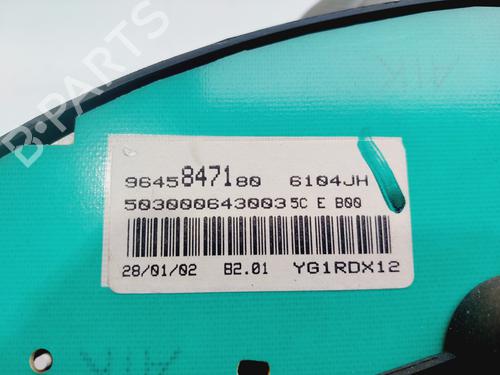 B-PARTS
9645847180 6104JH
503000643003 5C E B00
28/01/02 B2.01 YG1RDX12